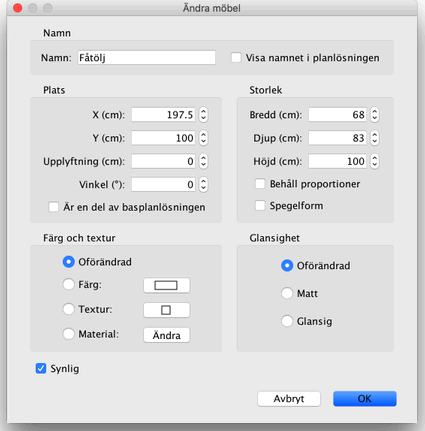 Ändra möbel
Namn
Namn: Fåtölj Visa namnet i planlösningen
Plats
X (cm): 197.5
Y (cm): 100
Upplyftning (cm): 0
Vinkel (°): 0
Är en del av basplanlösningen
Storlek
Bredd (cm): 68
Djup (cm): 83
Höjd (cm): 100
Behåll proportioner
Spegelform
Färg och textur
Oförändrad
Färg:
Textur:
Material: Ändra
Glansighet
Oförändrad
Matt
Glansig
Synlig
Avbryt OK